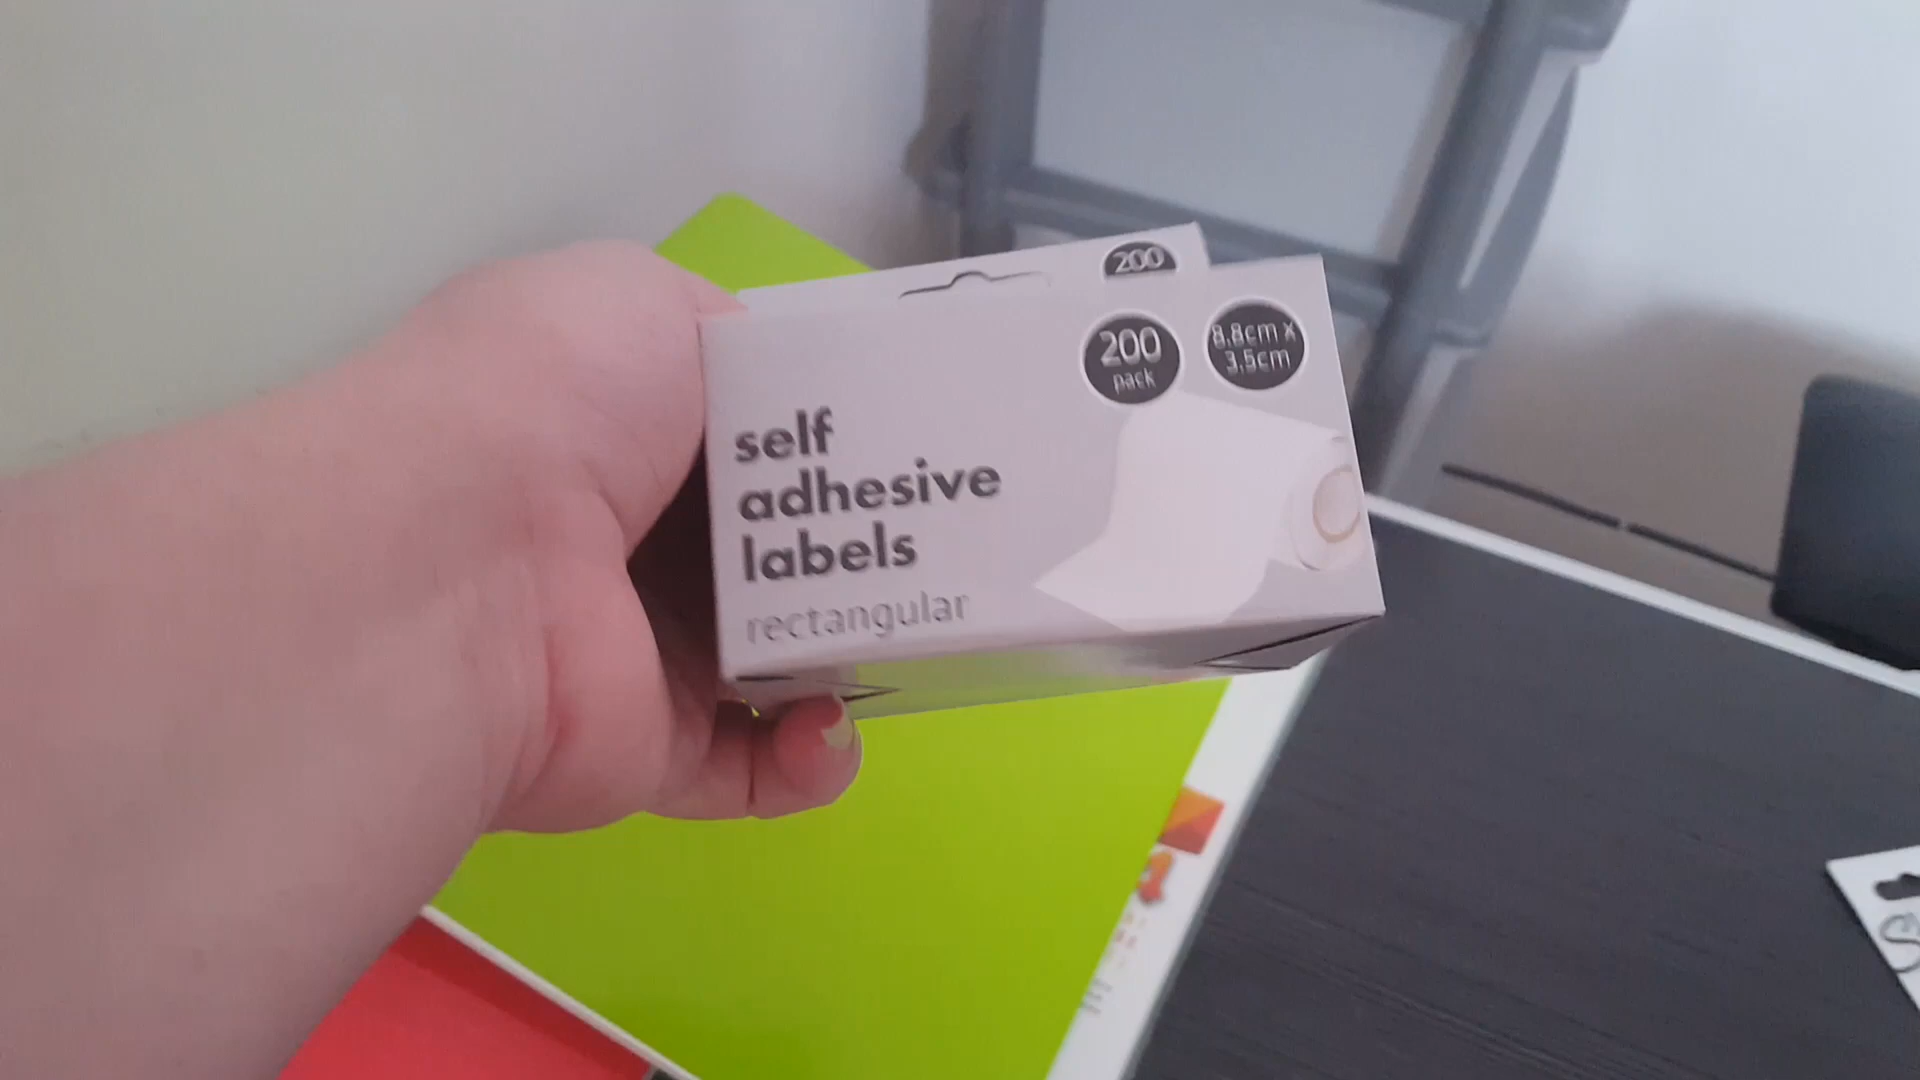 200
200
pack
8.8cm x
3.5cm
self
adhesive
labels
rectangular